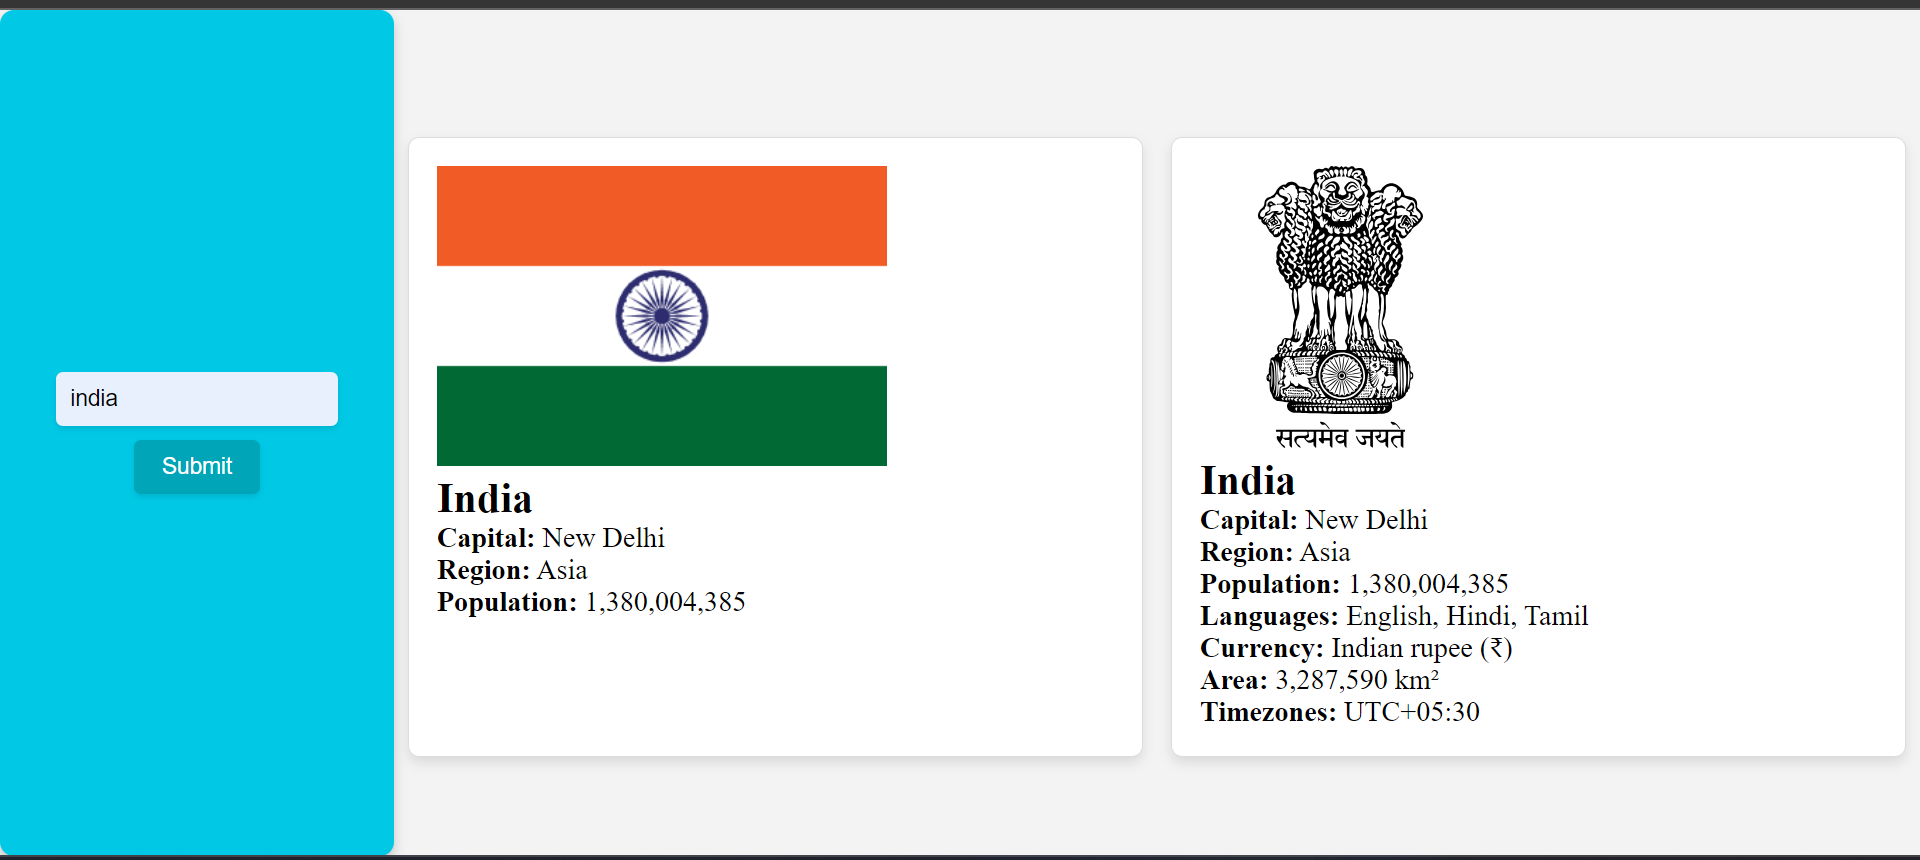 india
Submit
India
Capital: New Delhi
Region: Asia
Population: 1,380,004,385
सत्यमेव जयते
India
Capital: New Delhi
Region: Asia
Population: 1,380,004,385
Languages: English, Hindi, Tamil
Currency: Indian rupee (₹)
Area: 3,287,590 km²
Timezones: UTC+05:30